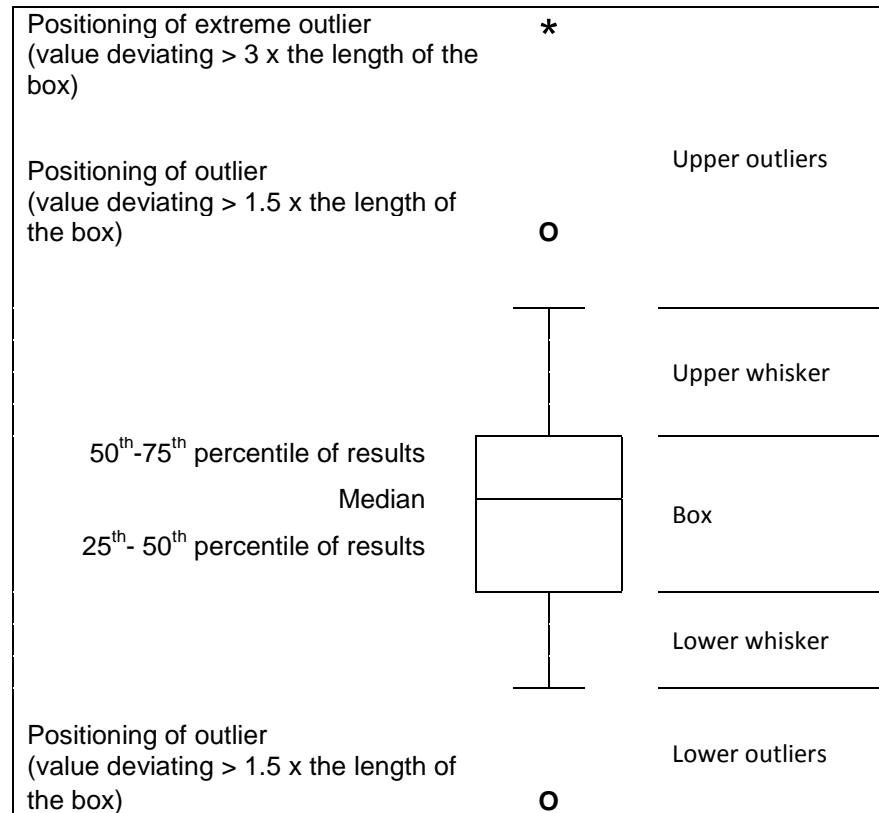 Positioning of extreme outlier
(value deviating > 3 x the length of the
box)
*
Upper outliers
Positioning of outlier
(value deviating > 1.5 x the length of
the box)
O
Upper whisker
50th-75th percentile of results
Median
25th- 50th percentile of results
Box
Lower whisker
Positioning of outlier
(value deviating > 1.5 x the length of
the box)
O
Lower outliers